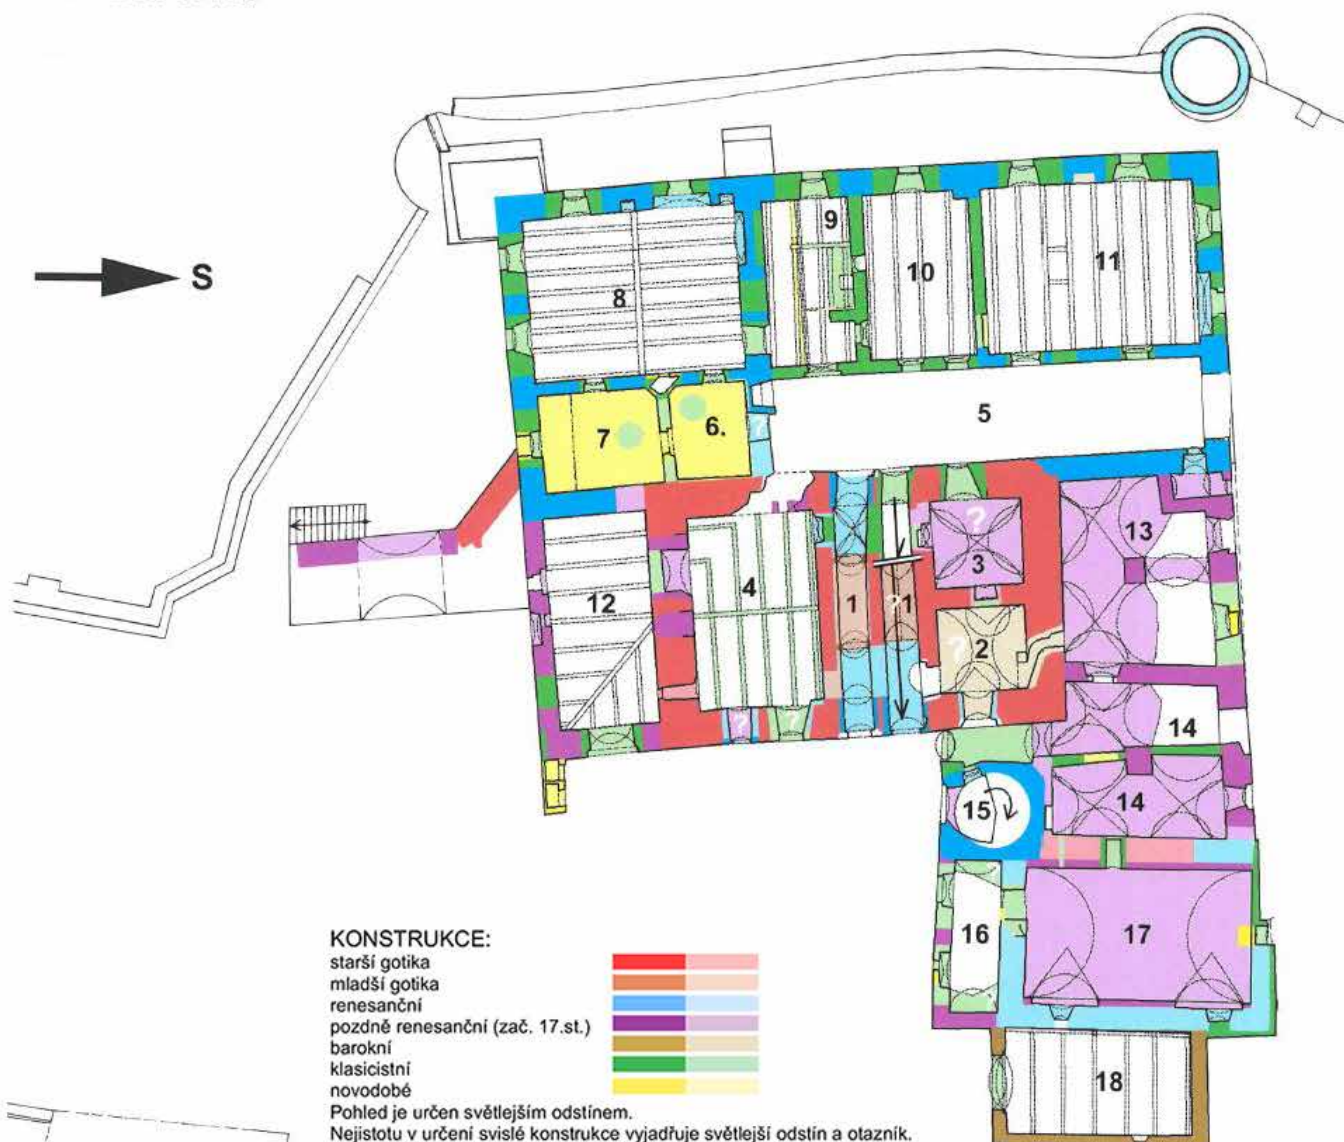 S
9
10
11
8
5
7
6.
13
?
3
12
4
1
?1
?
2
?
?
14
15
14
16
17
18
KONSTRUKCE:
starší gotika
mladší gotika
renesanční
pozdně renesanční (zač. 17.st.)
barokní
klasicistní
novodobé
Pohled je určen světlejším odstínem.
Nejistotu v určení svislé konstrukce vyjadřuje světlejší odstín a otazník.